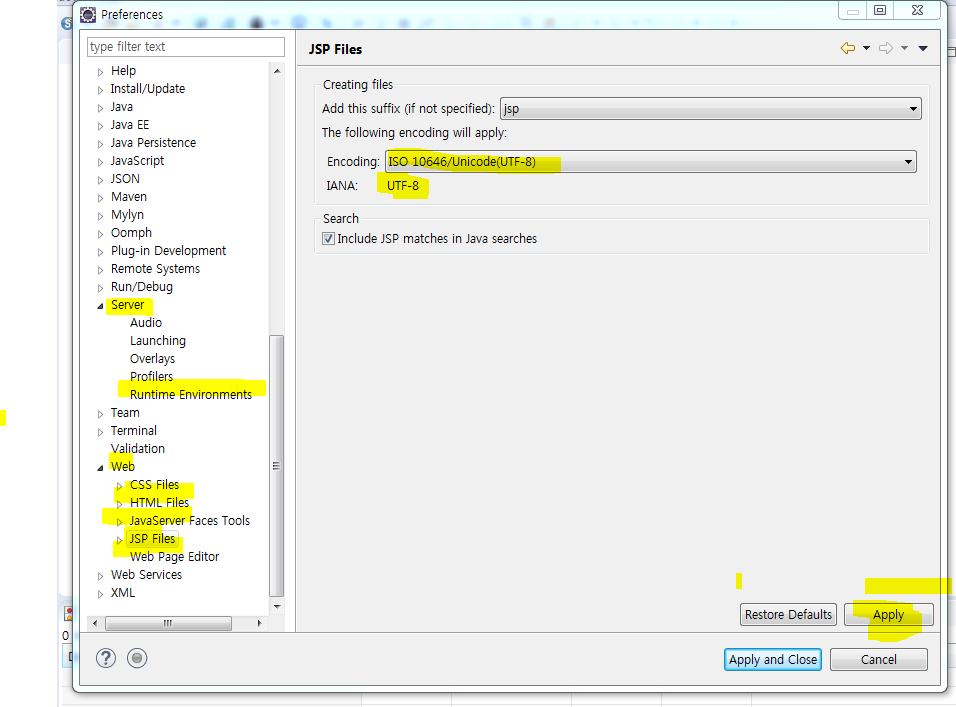 Preferences
type filter text
Help
Install/Update
Java
Java EE
Java Persistence
JavaScript
JSON
Maven
Mylyn
Oomph
Plug-in Development
Remote Systems
Run/Debug
Server
Audio
Launching
Overlays
Profilers
Runtime Environments
Team
Terminal
Validation
Web
CSS Files
HTML Files
JavaServer Faces Tools
JSP Files
Web Page Editor
Web Services
XML
JSP Files
Creating files
Add this suffix (if not specified): jsp
The following encoding will apply:
Encoding: ISO 10646/Unicode(UTF-8)
IANA: UTF-8
Search
Include JSP matches in Java searches
Restore Defaults Apply
Apply and Close Cancel
0